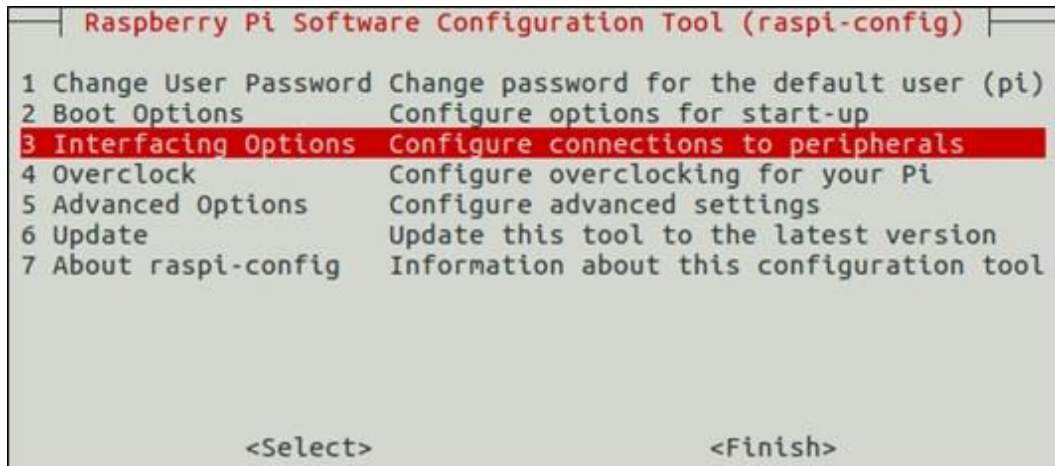 Raspberry Pi Software Configuration Tool (raspi-config)
1 Change User Password Change password for the default user (pi)
2 Boot Options Configure options for start-up
3 Interfacing Options Configure connections to peripherals
4 Overclock Configure overclocking for your Pi
5 Advanced Options Configure advanced settings
6 Update Update this tool to the latest version
7 About raspi-config Information about this configuration tool
<Select> <Finish>